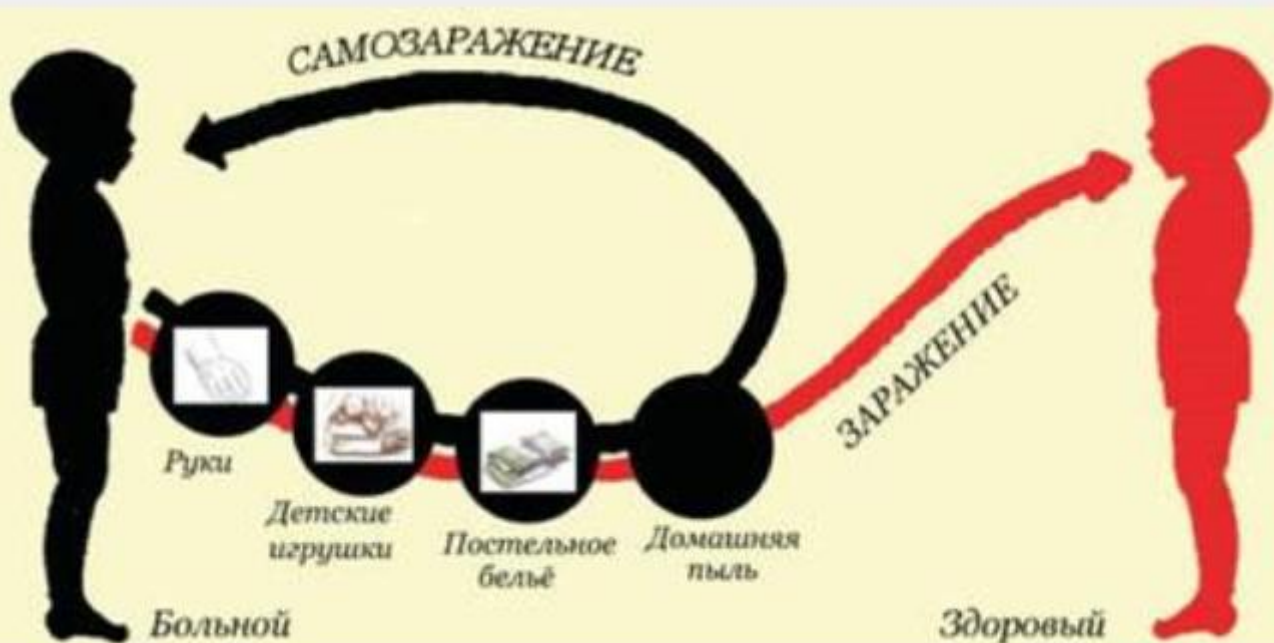 САМОЗАРАЖЕНИЕ
ЗАРАЖЕНИЕ
Руки
Детские
игрушки
Постельное
бельё
Домашняя
пыль
Больной
Здоровый